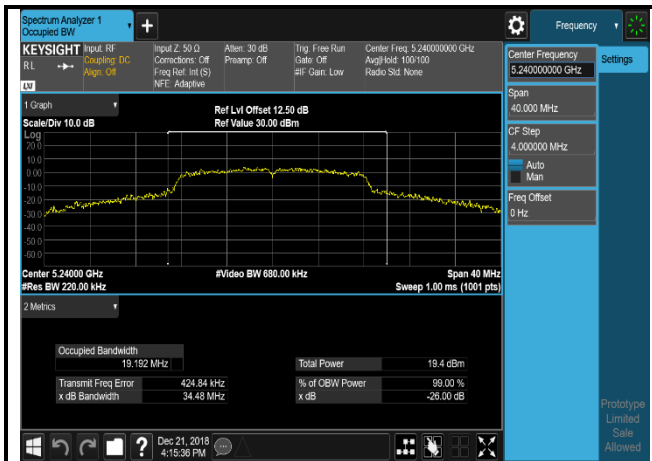 Spectrum Analyzer 1
Occupied BW
+
Frequency
KEYSIGHT
RL
LXI
Input: RF
Coupling: DC
Align: Off
Input Z: 50 Ω
Corrections: Off
Freq Ref: Int (S)
NFE: Adaptive
Atten: 30 dB
Preamp: Off
Trig: Free Run
Gate: Off
#IF Gain: Low
Center Freq: 5.240000000 GHz
Avg|Hold: 100/100
Radio Std: None
Center Frequency
5.240000000 GHz
Settings
Span
40.000 MHz
CF Step
4.000000 MHz
Auto
Man
Freq Offset
0 Hz
1 Graph
Scale/Div 10.0 dB
Ref Lvl Offset 12.50 dB
Ref Value 30.00 dBm
Log
20.0
10.0
0.00
-10.0
-20.0
-30.0
-40.0
-50.0
-60.0
Center 5.24000 GHz
#Video BW 680.00 kHz
Span 40 MHz
#Res BW 220.00 kHz
Sweep 1.00 ms (1001 pts)
2 Metrics
Occupied Bandwidth
19.192 MHz
Total Power 19.4 dBm
Transmit Freq Error 424.84 kHz
% of OBW Power 99.00 %
x dB Bandwidth 34.48 MHz
x dB -26.00 dB
Prototype
Limited
Sale
Allowed
?
Dec 21, 2018
4:15:36 PM